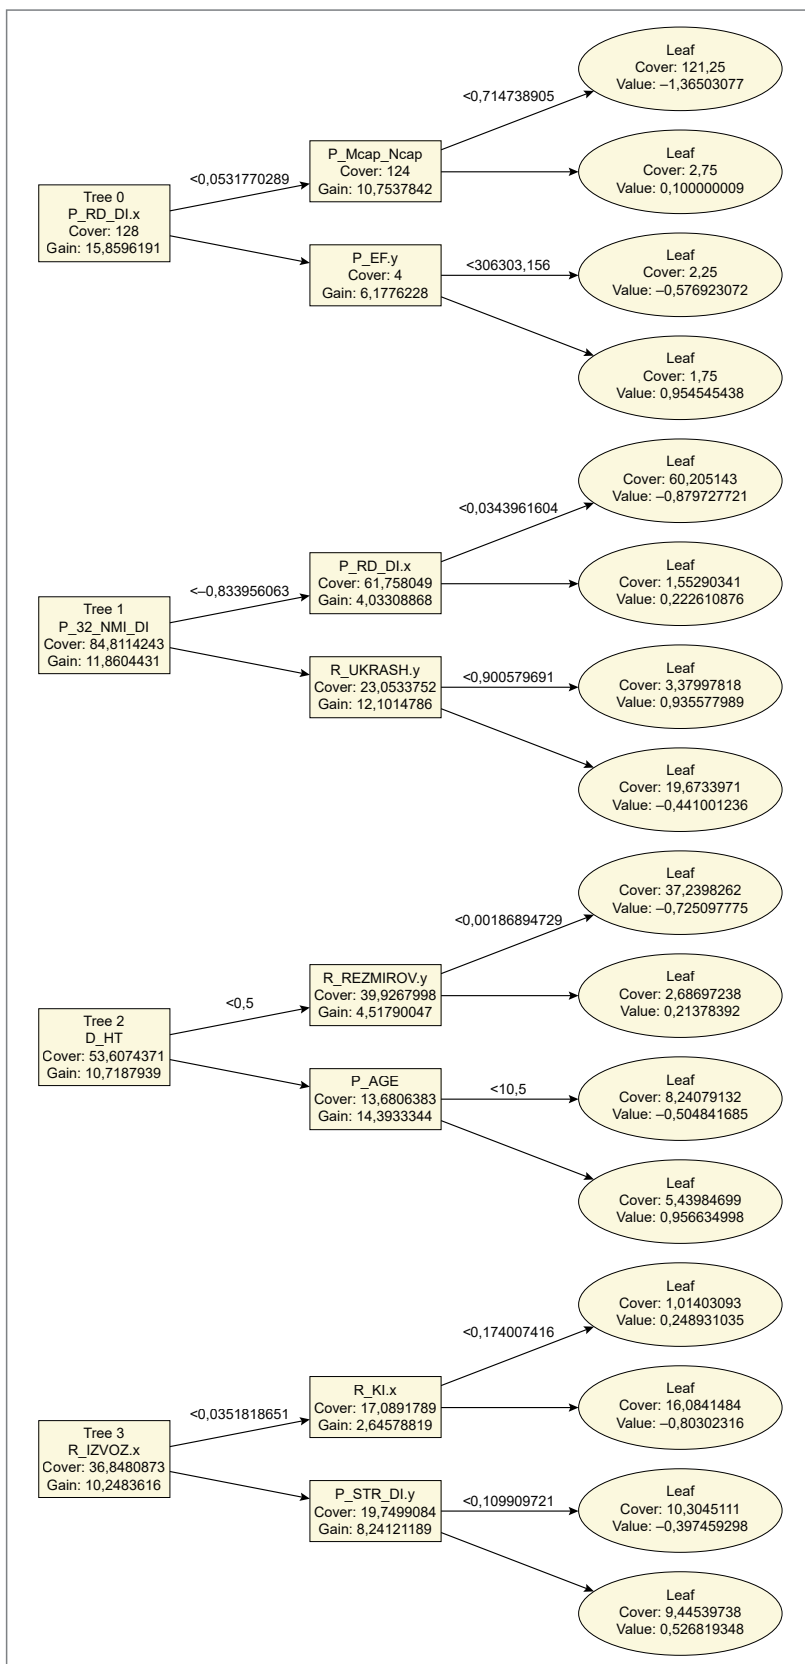 Leaf
Cover: 121,25
Value: –1,36503077
<0,714738905
P_Mcap_Ncap
Cover: 124
Gain: 10,7537842
Leaf
Cover: 2,75
Value: 0,100000009
<0,0531770289
Tree 0
P_RD_DI.x
Cover: 128
Gain: 15,8596191
P_EF.y
Cover: 4
Gain: 6,1776228
<306303,156
Leaf
Cover: 2,25
Value: –0,576923072
Leaf
Cover: 1,75
Value: 0,954545438
Leaf
Cover: 60,205143
Value: –0,879727721
<0,0343961604
P_RD_DI.x
Cover: 61,758049
Gain: 4,03308868
Leaf
Cover: 1,55290341
Value: 0,222610876
<–0,833956063
Tree 1
P_32_NMI_DI
Cover: 84,8114243
Gain: 11,8604431
R_UKRASH.y
Cover: 23,0533752
Gain: 12,1014786
<0,900579691
Leaf
Cover: 3,37997818
Value: 0,935577989
Leaf
Cover: 19,6733971
Value: –0,441001236
Leaf
Cover: 37,2398262
Value: –0,725097775
<0,00186894729
R_REZMIROV.y
Cover: 39,9267998
Gain: 4,51790047
Leaf
Cover: 2,68697238
Value: 0,21378392
<0,5
Tree 2
D_HT
Cover: 53,6074371
Gain: 10,7187939
P_AGE
Cover: 13,6806383
Gain: 14,3933344
<10,5
Leaf
Cover: 8,24079132
Value: –0,504841685
Leaf
Cover: 5,43984699
Value: 0,956634998
Leaf
Cover: 1,01403093
Value: 0,248931035
<0,174007416
R_KI.x
Cover: 17,0891789
Gain: 2,64578819
Leaf
Cover: 16,0841484
Value: –0,80302316
<0,0351818651
Tree 3
R_IZVOZ.x
Cover: 36,8480873
Gain: 10,2483616
P_STR_DI.y
Cover: 19,7499084
Gain: 8,24121189
<0,109909721
Leaf
Cover: 10,3045111
Value: –0,397459298
Leaf
Cover: 9,44539738
Value: 0,526819348